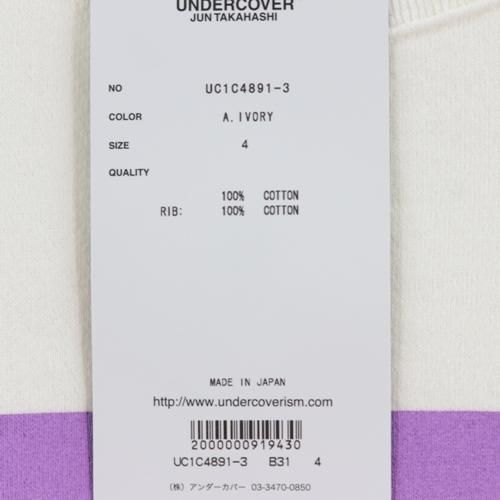 UNDERCOVER
JUN TAKAHASHI
NO UC1C4891-3
COLOR A. IVORY
SIZE 4
QUALITY
100% COTTON
RIB: 100% COTTON
MADE IN JAPAN
http://www.undercoverism.com
2000000919430
UC1C4891-3 B31 4
(株) アンダーカバー 03-3470-0850